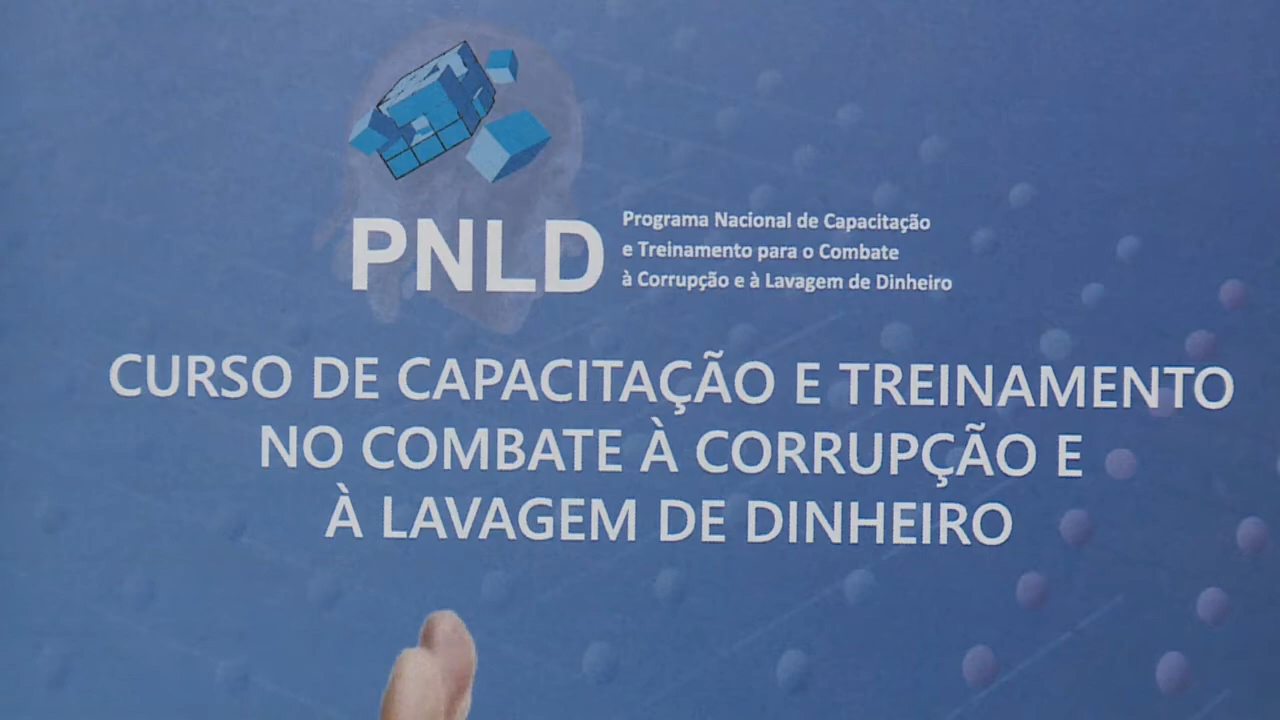 PNLD
Programa Nacional de Capacitação
e Treinamento para o Combate
à Corrupção e à Lavagem de Dinheiro
CURSO DE CAPACITAÇÃO E TREINAMENTO
NO COMBATE À CORRUPÇÃO E
À LAVAGEM DE DINHEIRO